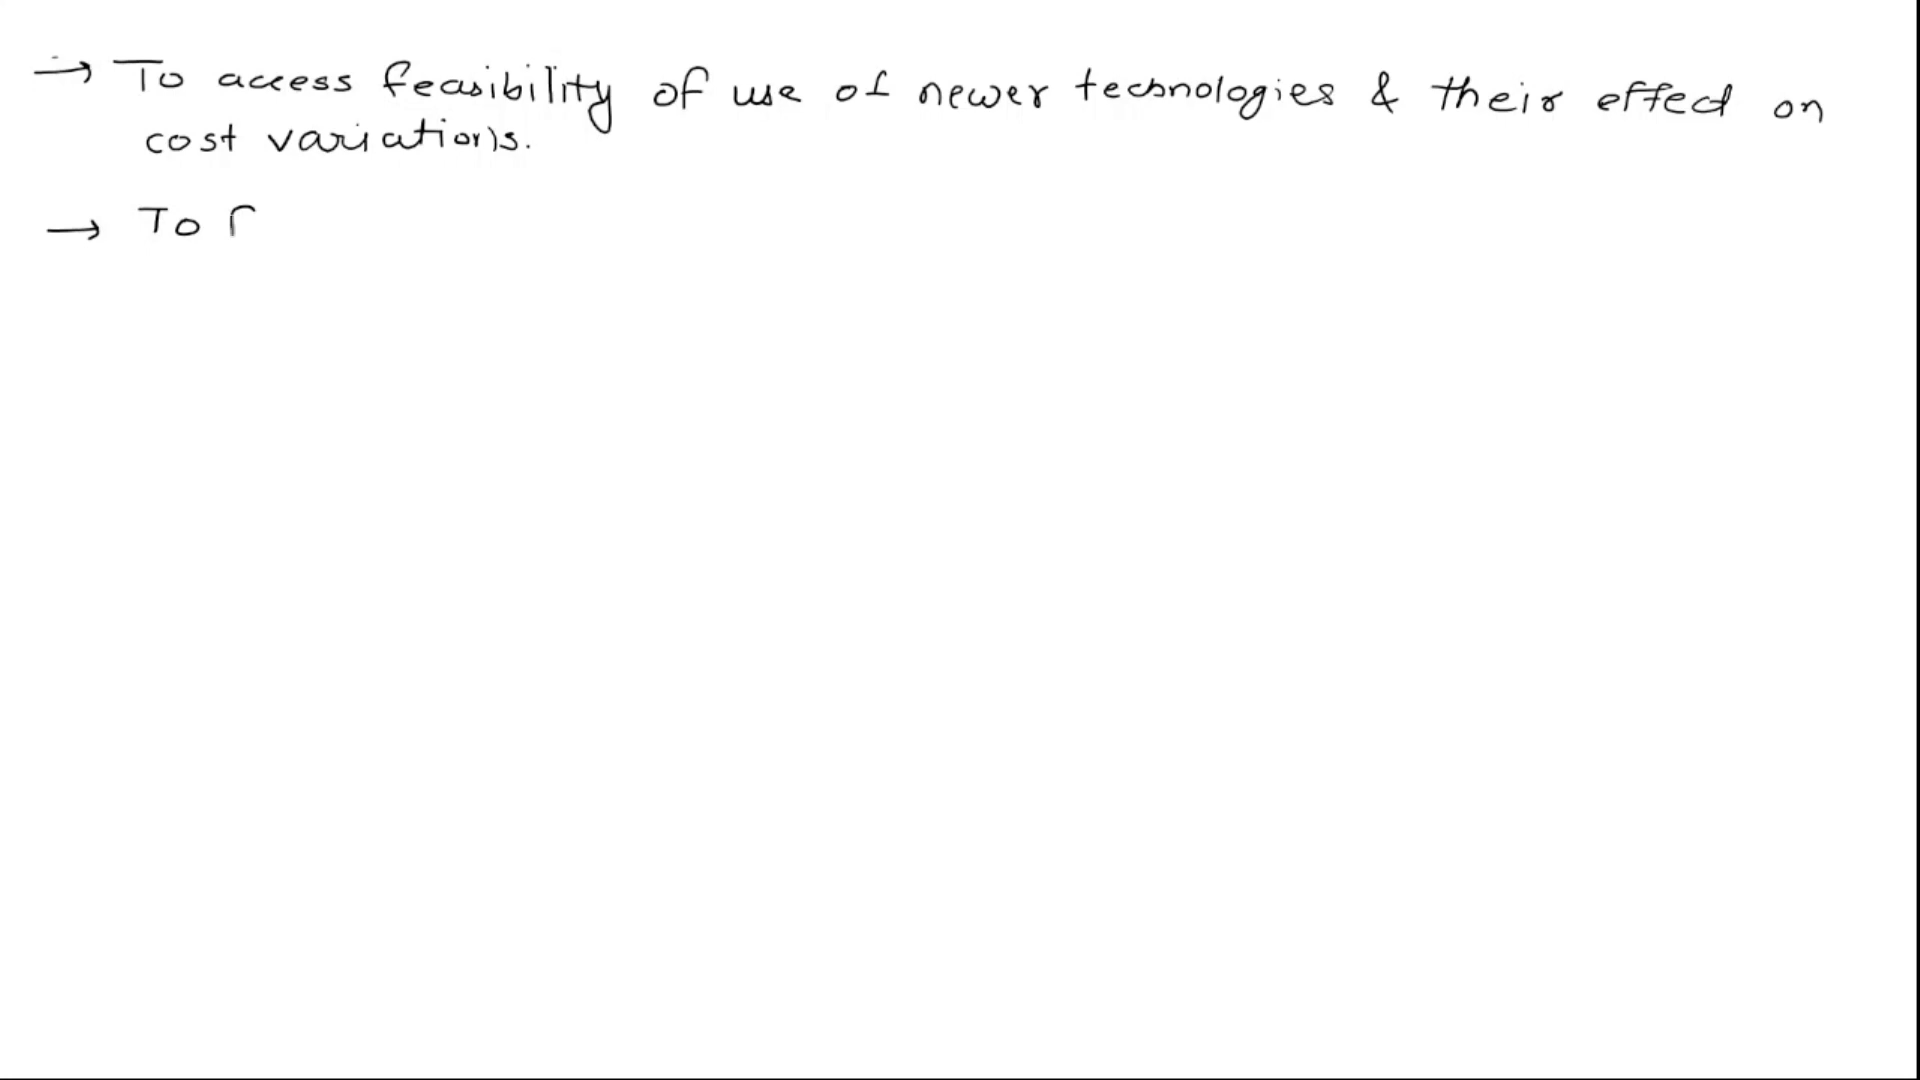 → To access feasibility of use of newer technologies & their effect on
cost variations.
→ To